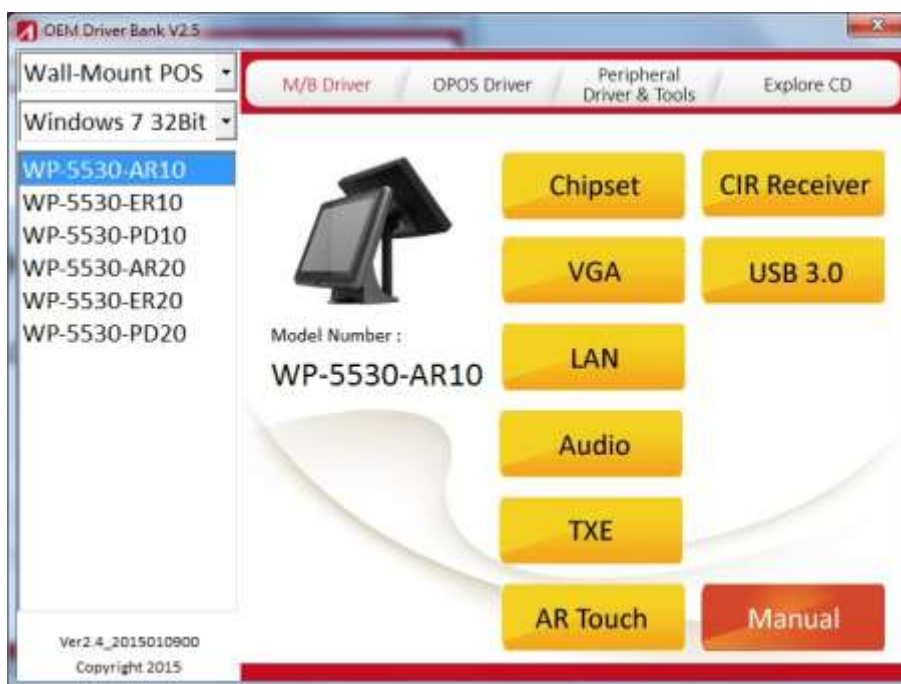 OEM Driver Bank V2.5
Wall-Mount POS
Windows 7 32Bit
WP-5530-AR10
WP-5530-ER10
WP-5530-PD10
WP-5530-AR20
WP-5530-ER20
WP-5530-PD20
Ver2.4_2015010900
Copyright 2015
M/B Driver
OPOS Driver
Peripheral
Driver & Tools
Explore CD
Model Number :
WP-5530-AR10
Chipset
CIR Receiver
VGA
USB 3.0
LAN
Audio
TXE
AR Touch
Manual